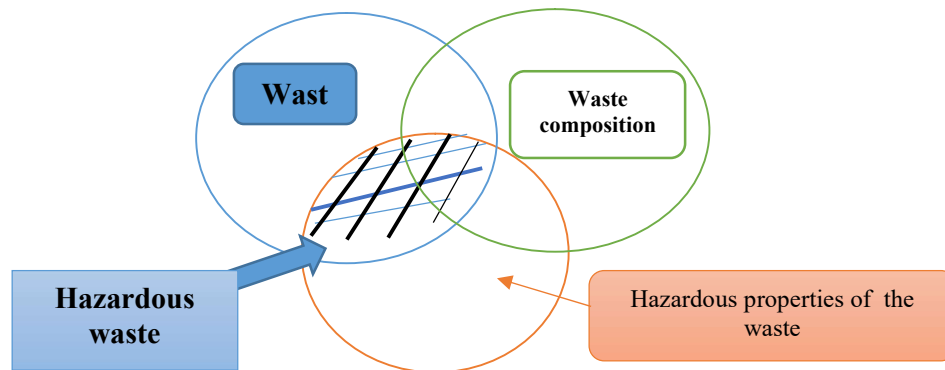 Wast
Waste
composition
Hazardous
waste
Hazardous properties of the
waste